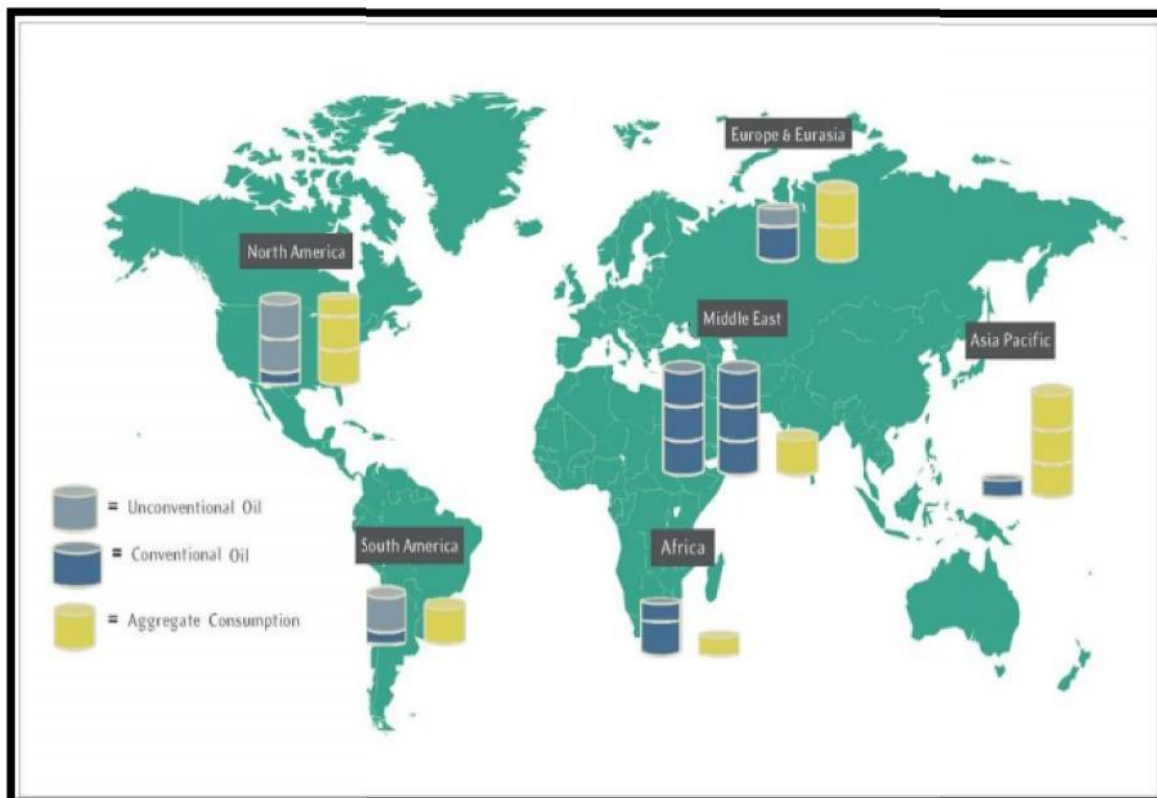 Europe & Eurasia
North America
Middle East
Asia Pacific
= Unconventional Oil
South America
Africa
= Conventional Oil
= Aggregate Consumption